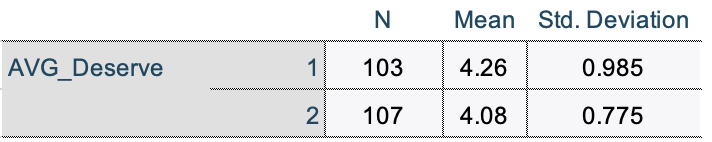 N Mean Std. Deviation
AVG_Deserve 1 103 4.26 0.985
2 107 4.08 0.775